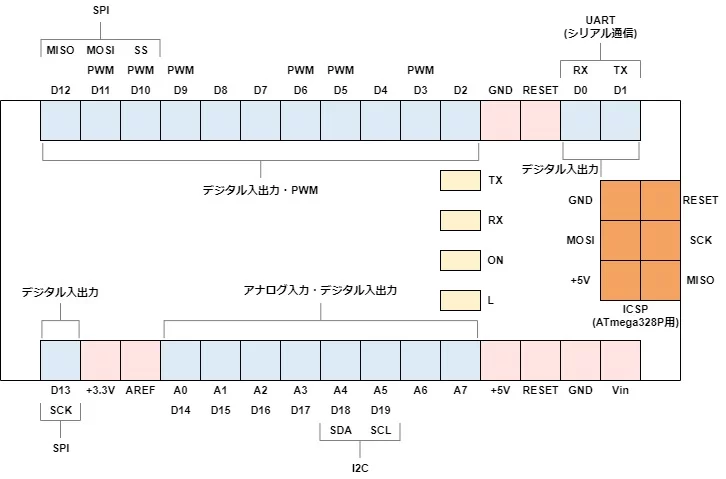 SPI
UART
(シリアル通信)
MISO MOSI SS
PWM PWM PWM PWM PWM PWM RX TX
D12 D11 D10 D9 D8 D7 D6 D5 D4 D3 D2 GND RESET D0 D1
デジタル入出力・PWM
デジタル入出力
TX
RX
ON
L
GND RESET
MOSI SCK
+5V MISO
ICSP
(ATmega328P用)
デジタル入出力
アナログ入力・デジタル入出力
D13 +3.3V AREF A0 A1 A2 A3 A4 A5 A6 A7 +5V RESET GND Vin
SCK D14 D15 D16 D17 D18 D19
SDA SCL
SPI
I2C